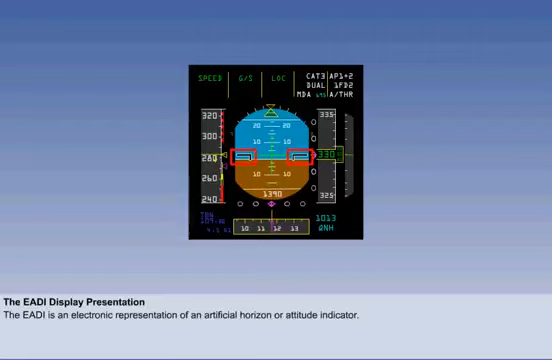 SPEED G/S LOC CAT3 AP1+2
DUAL 1FD2
MDA A/THR
320 335
20 20
300
10 10
280 330
260 10 10
240 1390 325
TBN 1013
10 11 12 13 QNH
The EADI Display Presentation
The EADI is an electronic representation of an artificial horizon or attitude indicator.